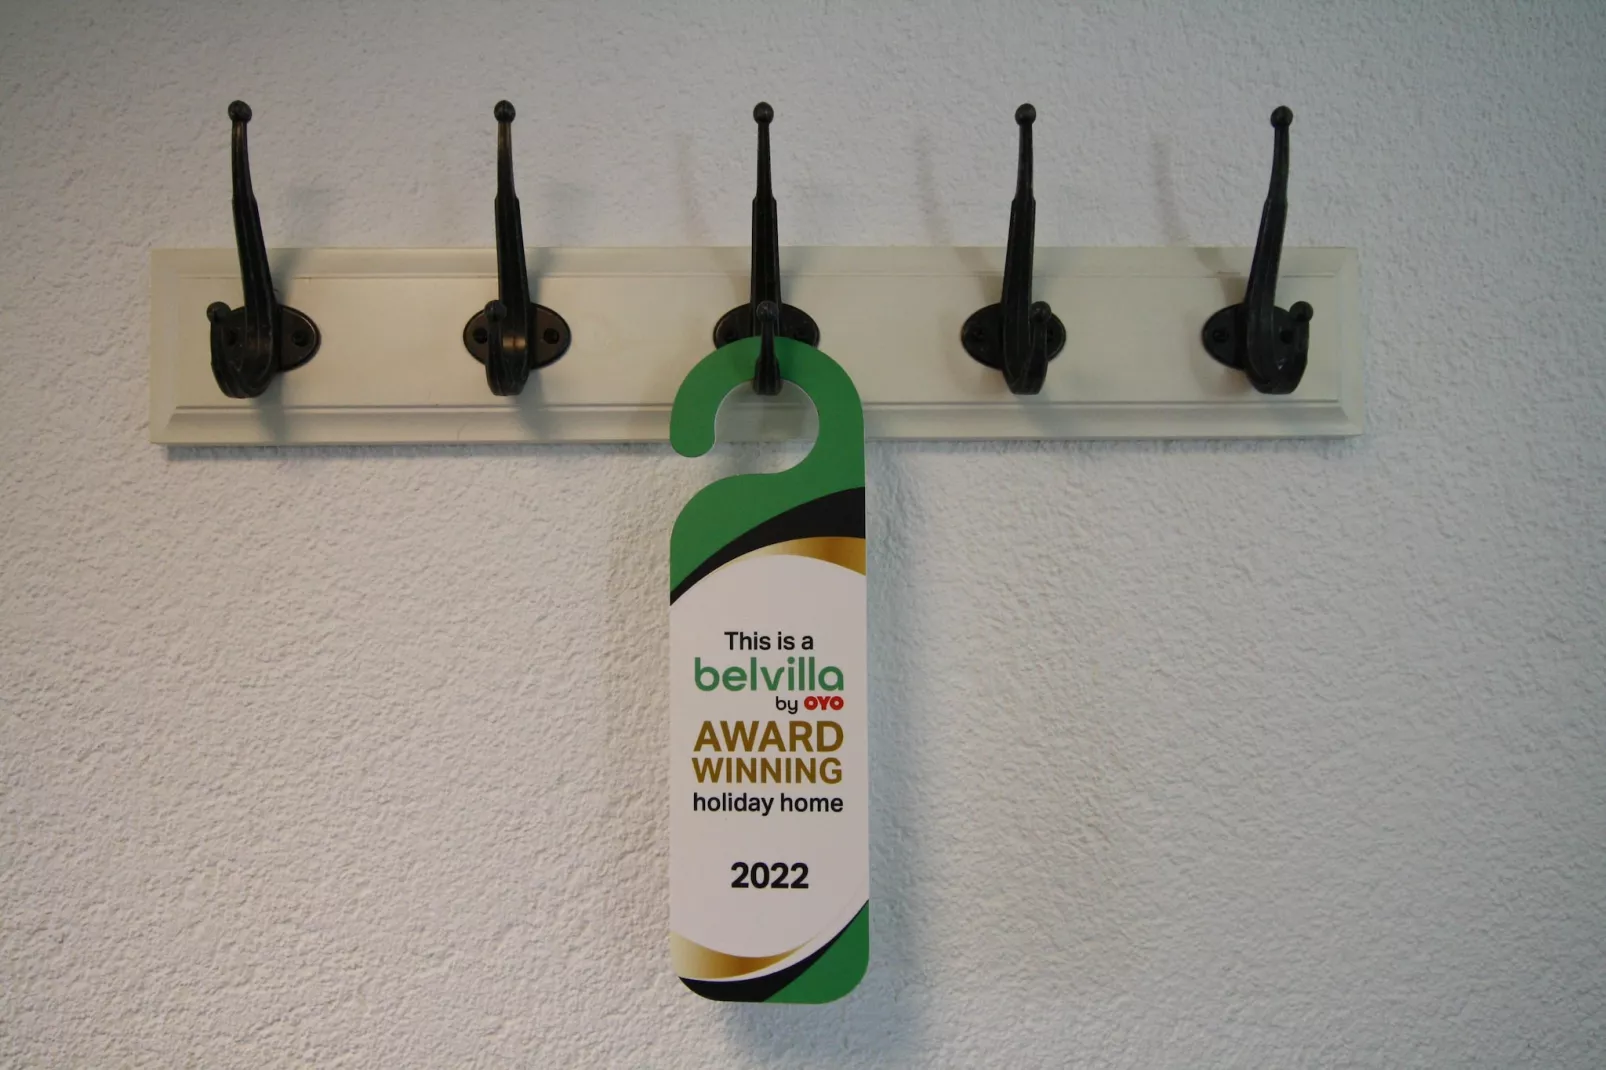 This is a
belvilla
by OYO
AWARD
WINNING
holiday home
2022